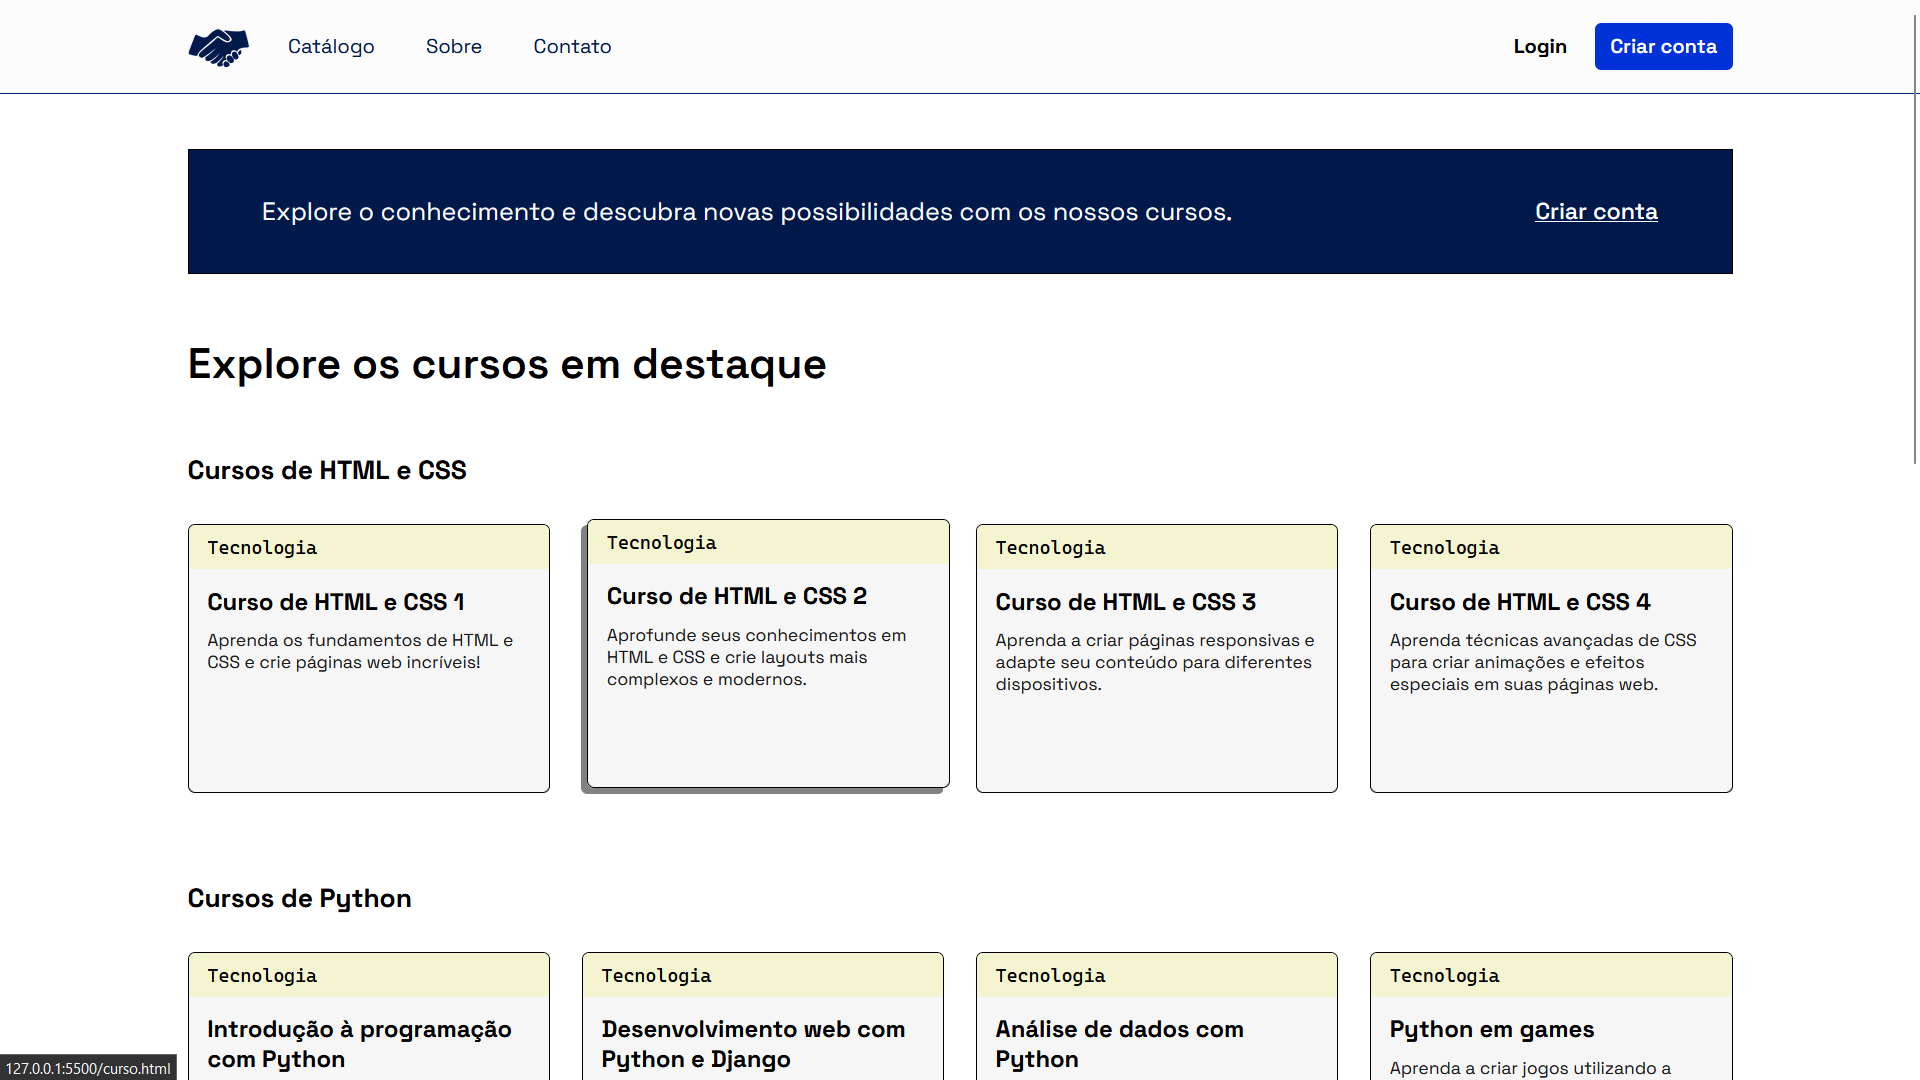 Catálogo Sobre Contato Login Criar conta
Explore o conhecimento e descubra novas possibilidades com os nossos cursos. Criar conta
Explore os cursos em destaque
Cursos de HTML e CSS
Tecnologia
Curso de HTML e CSS 1
Aprenda os fundamentos de HTML e
CSS e crie páginas web incríveis!
Tecnologia
Curso de HTML e CSS 2
Aprofunde seus conhecimentos em
HTML e CSS e crie layouts mais
complexos e modernos.
Tecnologia
Curso de HTML e CSS 3
Aprenda a criar páginas responsivas e
adapte seu conteúdo para diferentes
dispositivos.
Tecnologia
Curso de HTML e CSS 4
Aprenda técnicas avançadas de CSS
para criar animações e efeitos
especiais em suas páginas web.
Cursos de Python
Tecnologia
Introdução à programação
com Python
Tecnologia
Desenvolvimento web com
Python e Django
Tecnologia
Análise de dados com
Python
Tecnologia
Python em games
Aprenda a criar jogos utilizando a
127.0.0.1:5500/curso.html